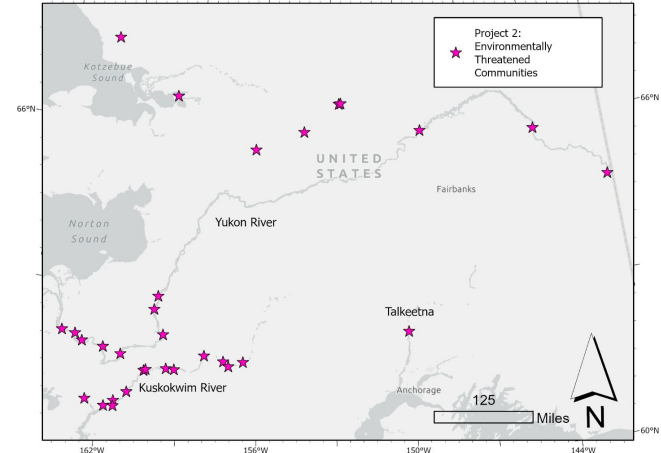 Project 2:
Environmentally
Threatened
Communities
Kotzebue
Sound
66°N
66°N
UNITED
STATES
Fairbanks
Yukon River
Norton
Sound
Talkeetna
Kuskokwim River
Anchorage
125
Miles
N
60°N
162°W
156°W
150°W
144°W